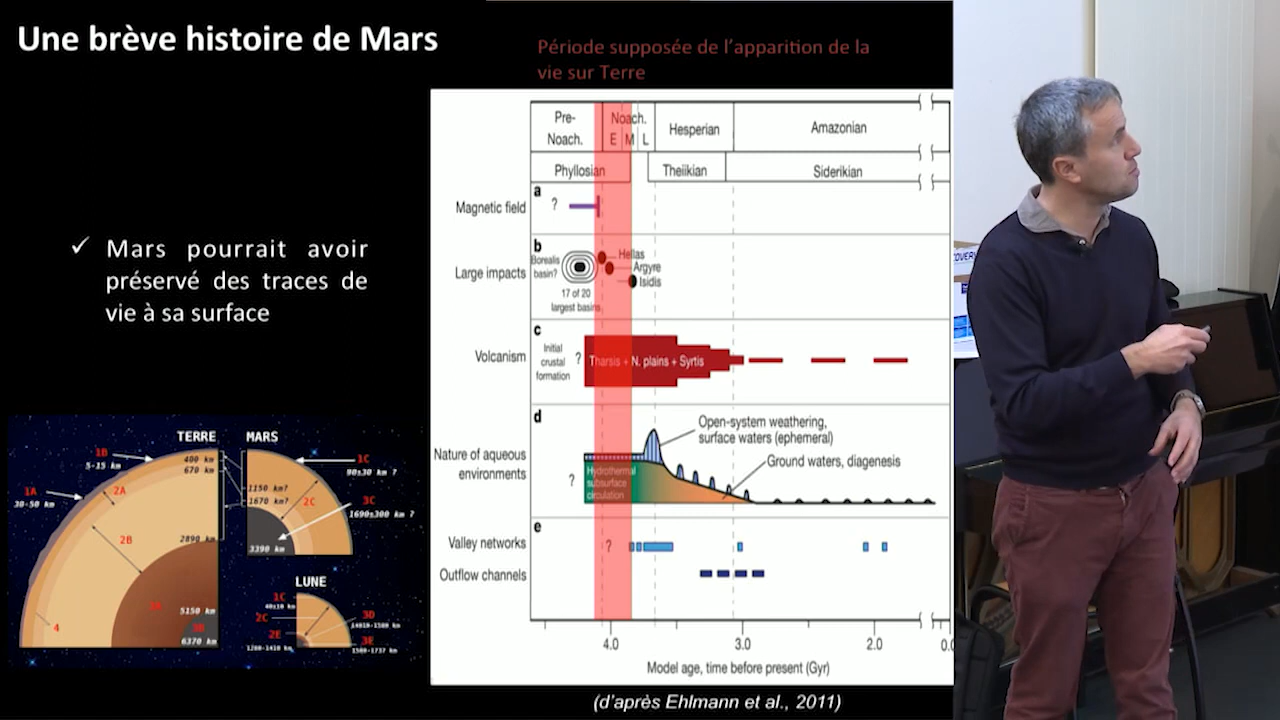 Une brève histoire de Mars
Période supposée de l'apparition de la
vie sur Terre
Pre-
Noach.
Noach.
E M L
Hesperian
Amazonian
Phyllosian
Theiikian
Siderikian
a
Magnetic field
?
b
Large impacts
Borealis
basin?
Hellas
Argyre
Isidis
17 of 20
largest basins
c
Volcanism
Initial
crustal
formation
?
Tharsis + N. plains + Syrtis
d
Nature of aqueous
environments
?
Hydrothermal
subsurface
circulation
Open-system weathering,
surface waters (ephemeral)
Ground waters, diagenesis
e
Valley networks
?
Outflow channels
4.0 3.0 2.0 0.0
Model age, time before present (Gyr)
(d'après Ehlmann et al., 2011)
✓ Mars pourrait avoir
préservé des traces de
vie à sa surface
TERRE
1B
5-15 km
400 km
670 km
1A
30-50 km
2A
2B
2890 km
5150 km
3B
6370 km
4
MARS
1C
90±30 km ?
1150 km?
1670 km?
2C
3C
1690±300 km ?
3390 km
LUNE
1C
40±10 km
2C
2E
3D
3E
1500-1737 km